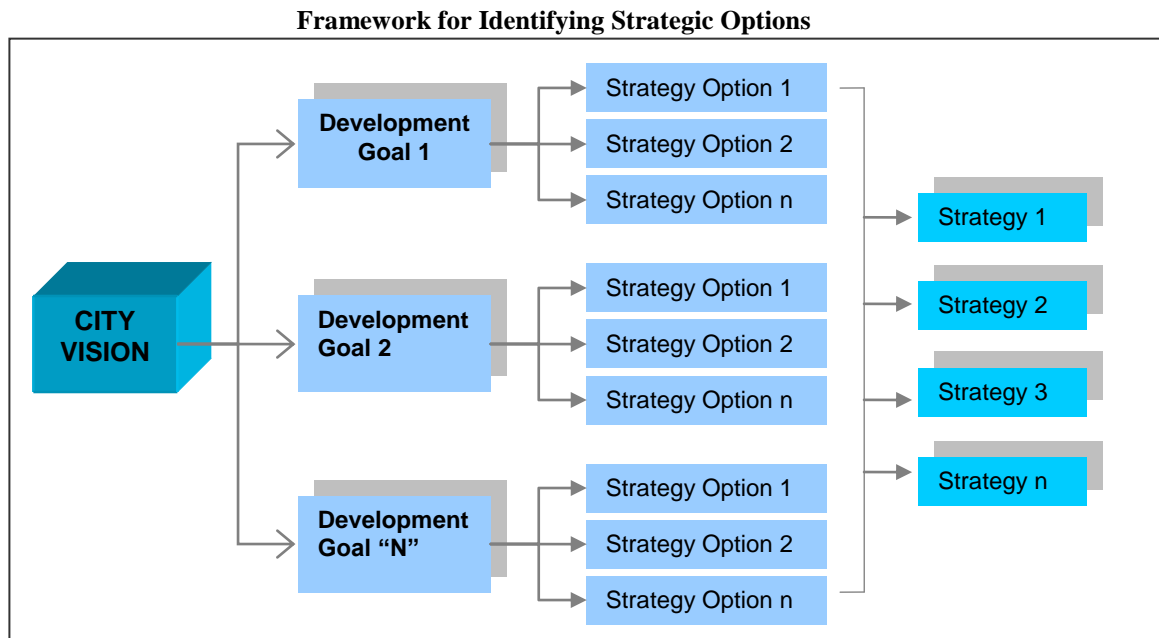 Framework for Identifying Strategic Options
CITY
VISION
Development
Goal 1
Strategy Option 1
Strategy Option 2
Strategy Option n
Development
Goal 2
Strategy Option 1
Strategy Option 2
Strategy Option n
Development
Goal “N”
Strategy Option 1
Strategy Option 2
Strategy Option n
Strategy 1
Strategy 2
Strategy 3
Strategy n